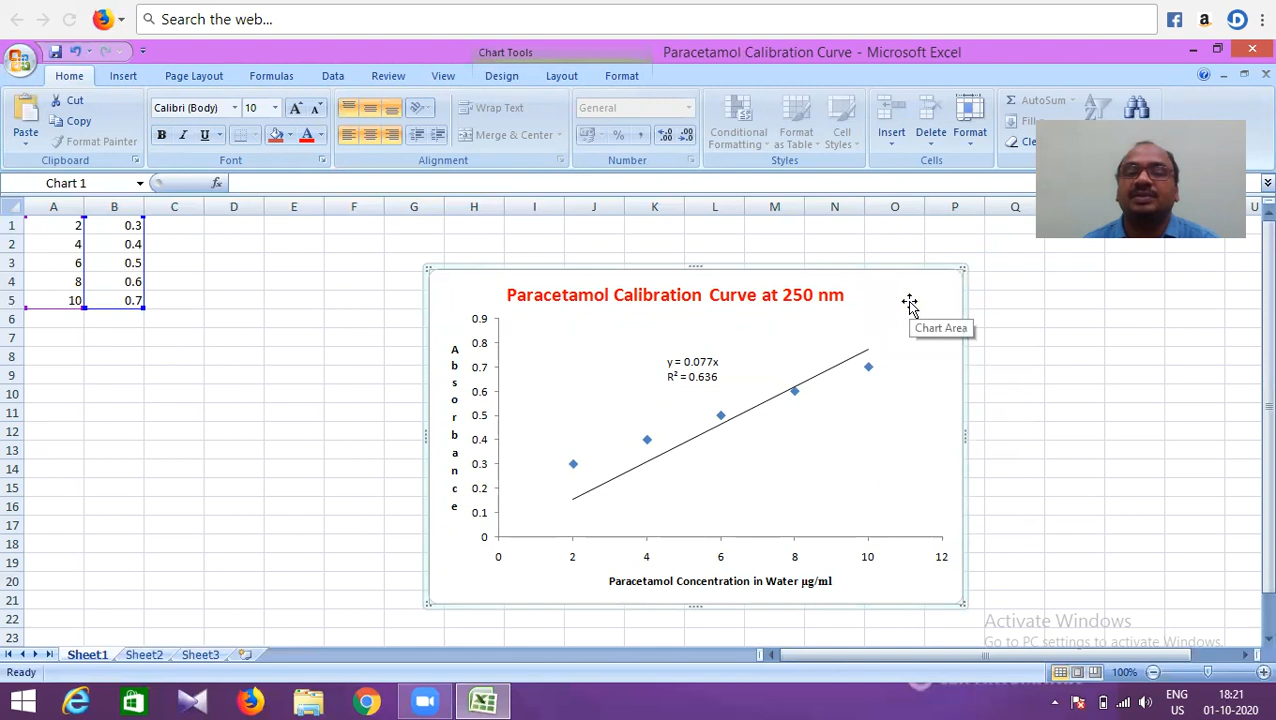 Search the web...
Chart Tools
Paracetamol Calibration Curve - Microsoft Excel
Home Insert Page Layout Formulas Data Review View Design Layout Format
Cut
Copy
Format Painter
Paste
Clipboard
Calibri (Body) 10
B I U A
Font
Wrap Text
Merge & Center
Alignment
General
%
Number
Conditional Formatting
Format as Table
Cell Styles
Styles
Insert Delete Format
Cells
AutoSum
Fill
Cle
Chart 1 fx
A B C D E F G H I J K L M N O P Q U
1 2 0.3
2 4 0.4
3 6 0.5
4 8 0.6
5 10 0.7
6
7
8
9
10
11
12
13
14
15
16
17
18
19
20
21
22
23
Paracetamol Calibration Curve at 250 nm
Chart Area
Absorbance
0.9
0.8
0.7
0.6
0.5
0.4
0.3
0.2
0.1
0
y = 0.077x
R² = 0.636
0 2 4 6 8 10 12
Paracetamol Concentration in Water µg/ml
Activate Windows
Go to PC settings to activate Windows.
Sheet1 Sheet2 Sheet3
Ready
100%
ENG
US
18:21
01-10-2020